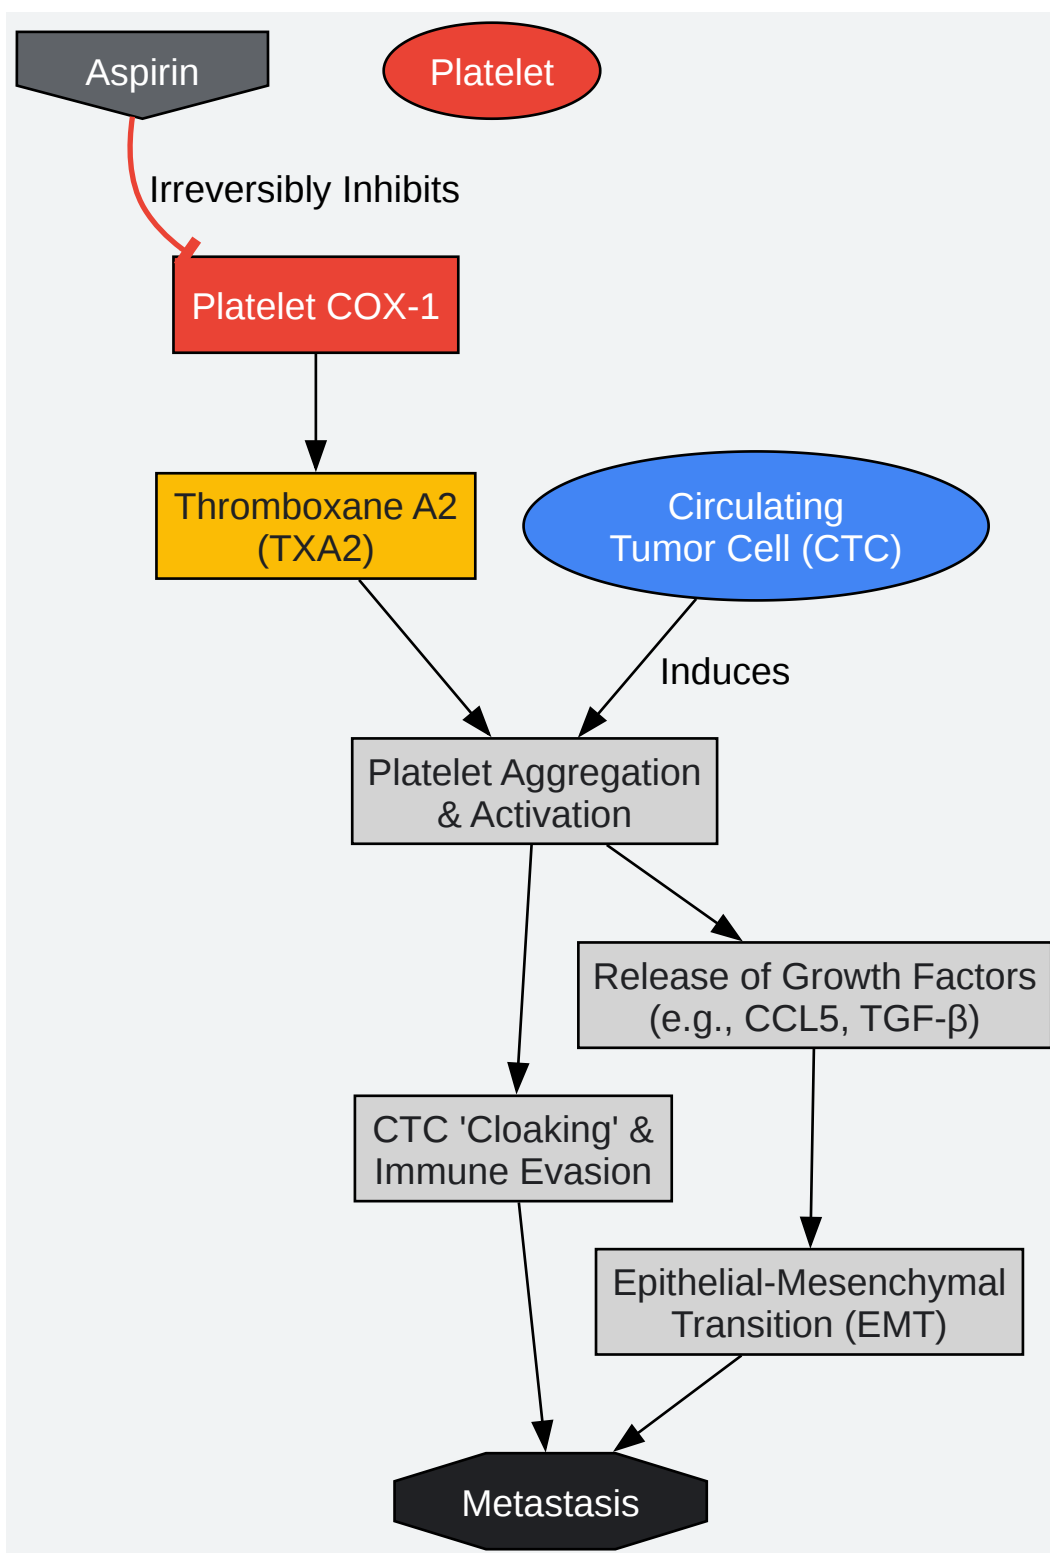 Aspirin
Platelet
Irreversibly Inhibits
Platelet COX-1
Thromboxane A2
(TXA2)
Circulating
Tumor Cell (CTC)
Induces
Platelet Aggregation
& Activation
Release of Growth Factors
(e.g., CCL5, TGF-β)
CTC 'Cloaking' &
Immune Evasion
Epithelial-Mesenchymal
Transition (EMT)
Metastasis